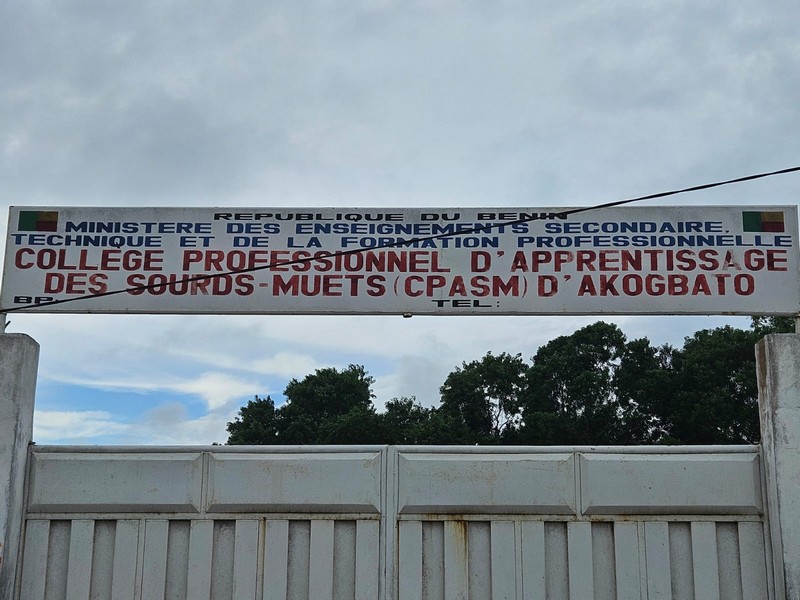 REPUBLIQUE DU BENIN
MINISTERE DES ENSEIGNEMENTS SECONDAIRE,
TECHNIQUE ET DE LA FORMATION PROFESSIONNELLE
COLLEGE PROFESSIONNEL D'APPRENTISSAGE
DES SOURDS-MUETS (CPASM) D'AKOGBATO
BP: TEL: